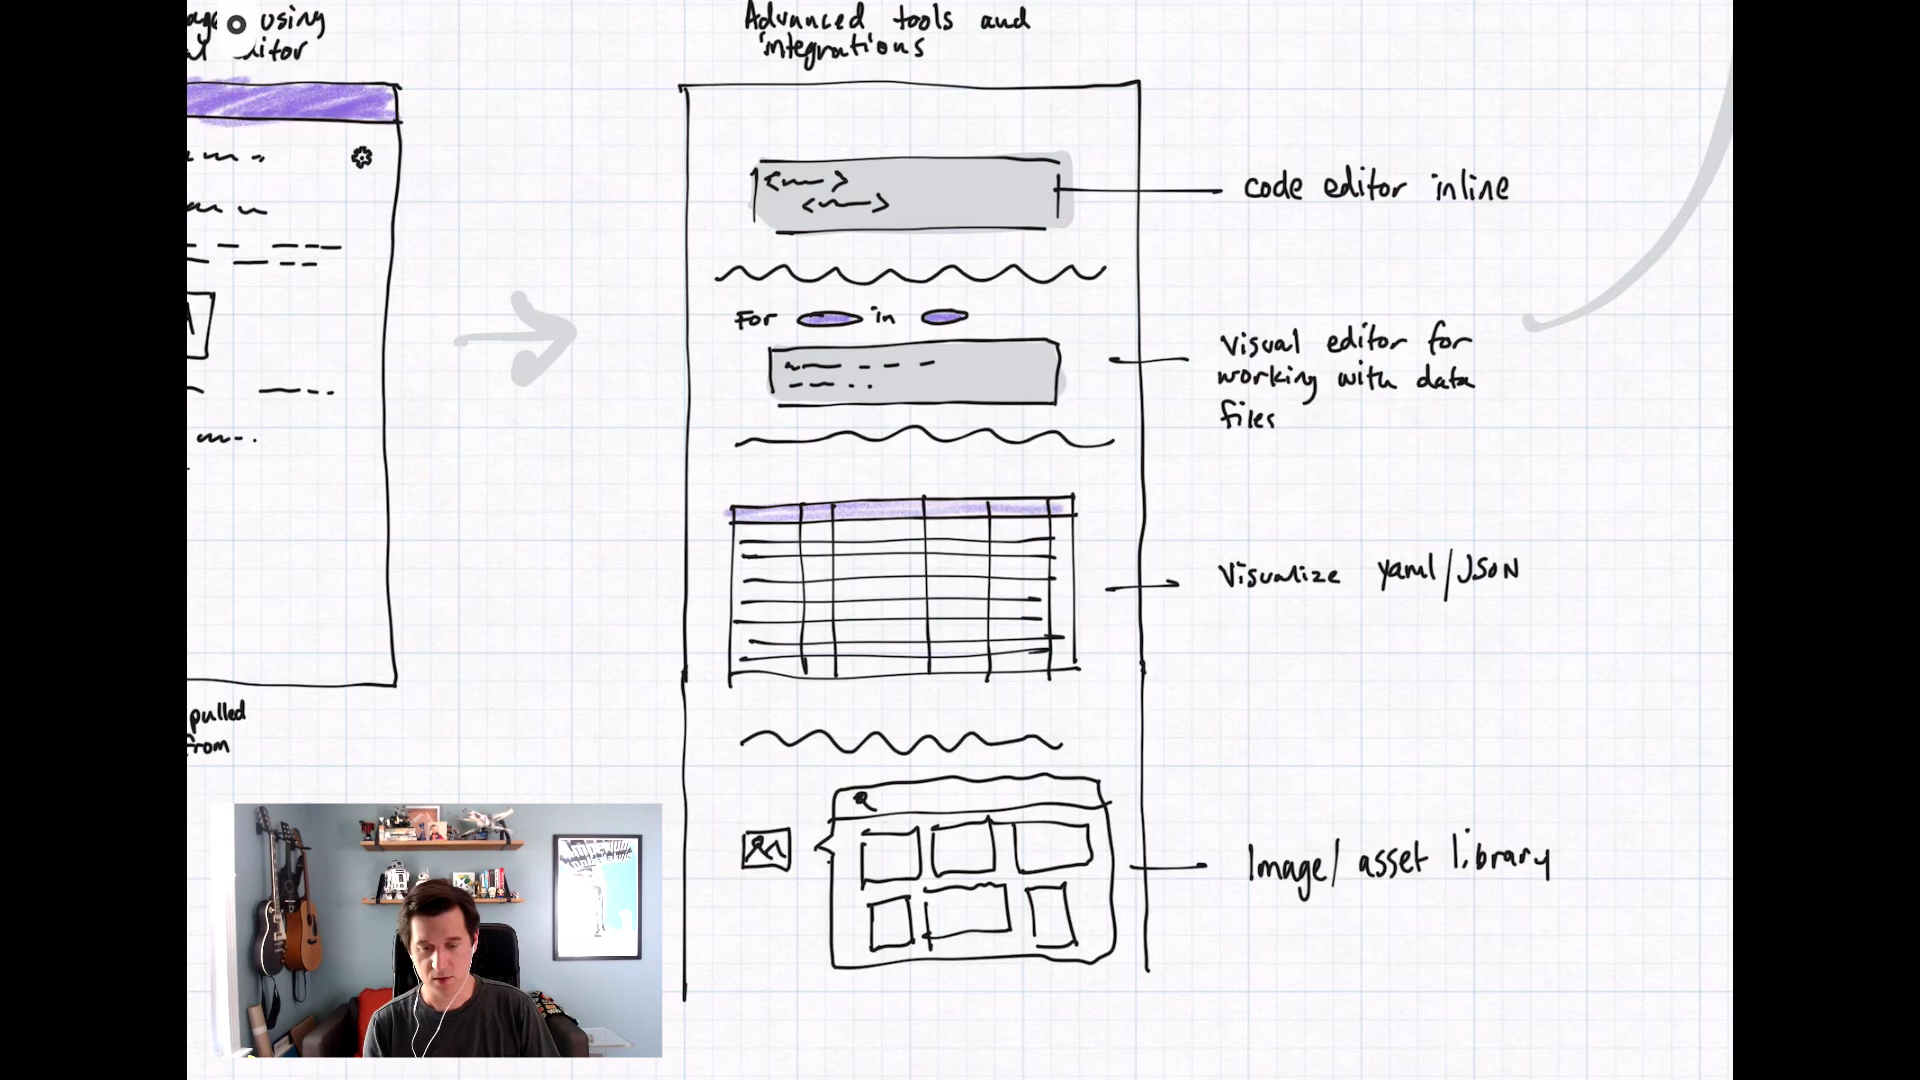 using
Advanced tools and
integrations
code editor inline
For in
Visual editor for
working with data
files
Visualize yaml/JSON
pulled
from
Image/ asset library